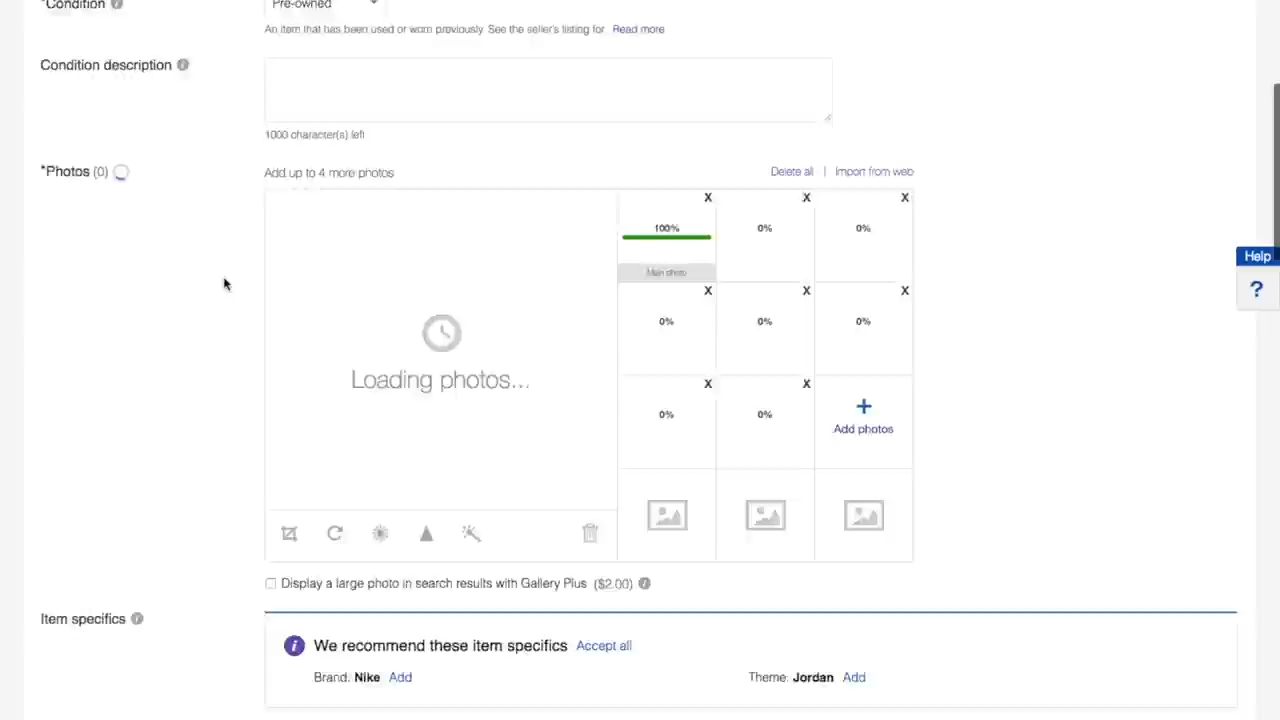 *Condition
Pre-owned
An item that has been used or worn previously. See the seller's listing for Read more
Condition description
1000 character(s) left
*Photos (0)
Add up to 4 more photos
Delete all | Import from web
X X X
100% 0% 0%
Main photo
X X X
0% 0% 0%
X X
0% 0%
+
Add photos
Loading photos...
Help
?
Display a large photo in search results with Gallery Plus ($2.00)
Item specifics
We recommend these item specifics Accept all
Brand: Nike Add
Theme: Jordan Add